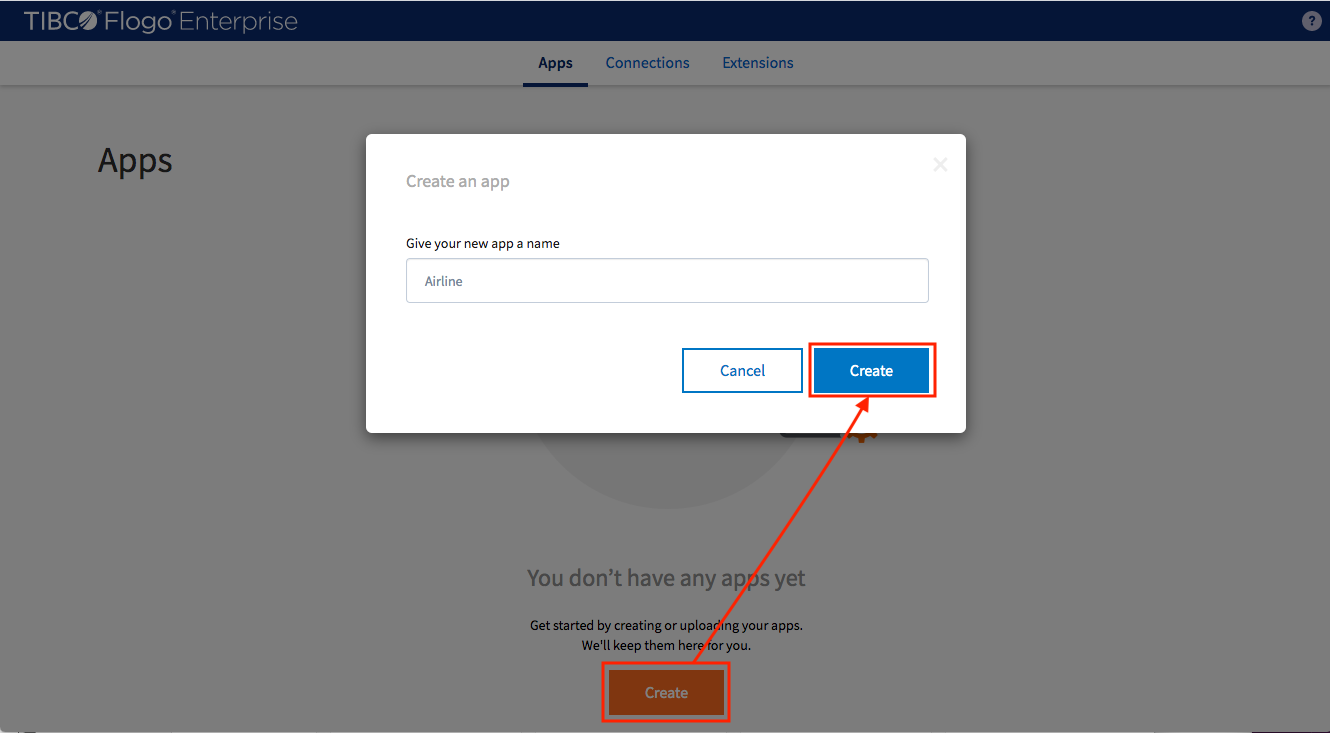 TIBCO® Flogo® Enterprise
?
Apps Connections Extensions
Apps
Create an app
Give your new app a name
Airline
Cancel Create
You don’t have any apps yet
Get started by creating or uploading your apps.
We'll keep them here for you.
Create